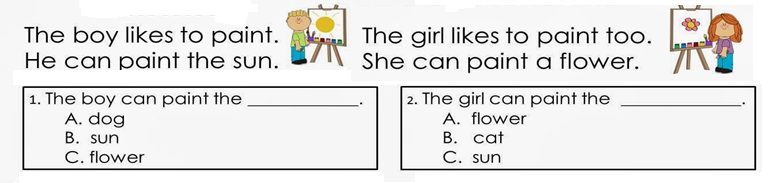 The boy likes to paint.
He can paint the sun.
The girl likes to paint too.
She can paint a flower.
1. The boy can paint the ____________.
A. dog
B. sun
C. flower
2. The girl can paint the _____________.
A. flower
B. cat
C. sun